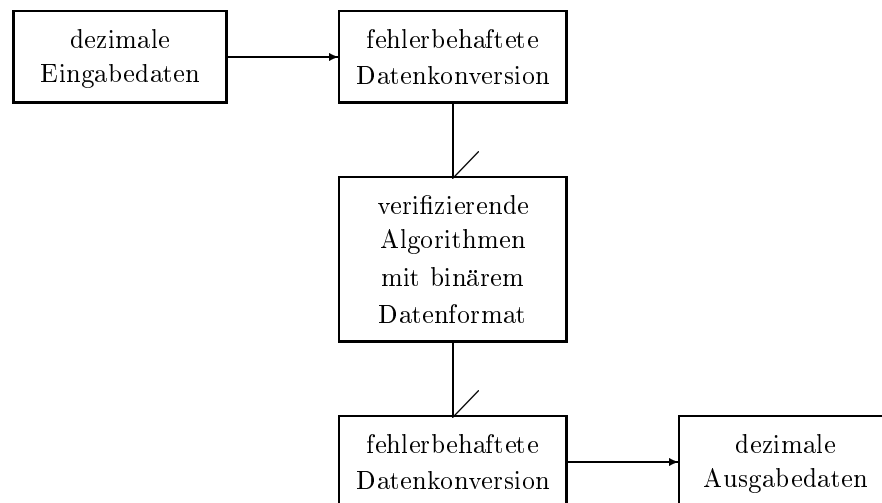 dezimale
Eingabedaten
fehlerbehaftete
Datenkonversion
verifizierende
Algorithmen
mit binärem
Datenformat
fehlerbehaftete
Datenkonversion
dezimale
Ausgabedaten